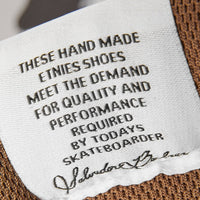 THESE HAND MADE
ETNIES SHOES
MEET THE DEMAND
FOR QUALITY AND
PERFORMANCE
REQUIRED
BY TODAYS
SKATEBOARDER